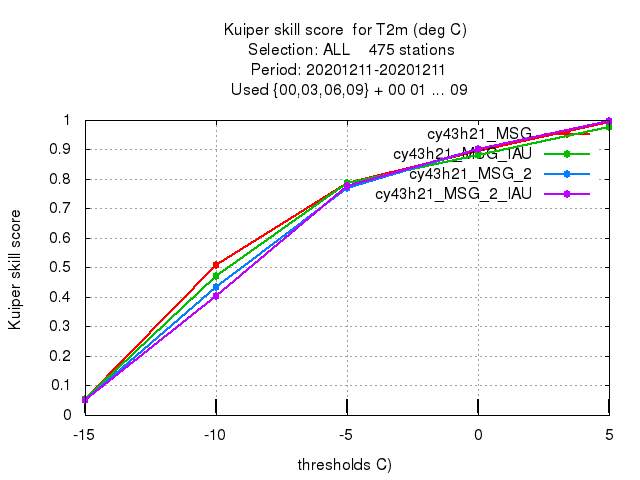 Kuiper skill score  for T2m (deg C)
Selection: ALL    475 stations
Period: 20201211-20201211
Used {00,03,06,09} + 00 01 ... 09
1
0.9
0.8
0.7
0.6
0.5
0.4
0.3
0.2
0.1
0
Kuiper skill score
cy43h21_MSG
cy43h21_MSG_IAU
cy43h21_MSG_2
cy43h21_MSG_2_IAU
-15 -10 -5 0 5
thresholds C)